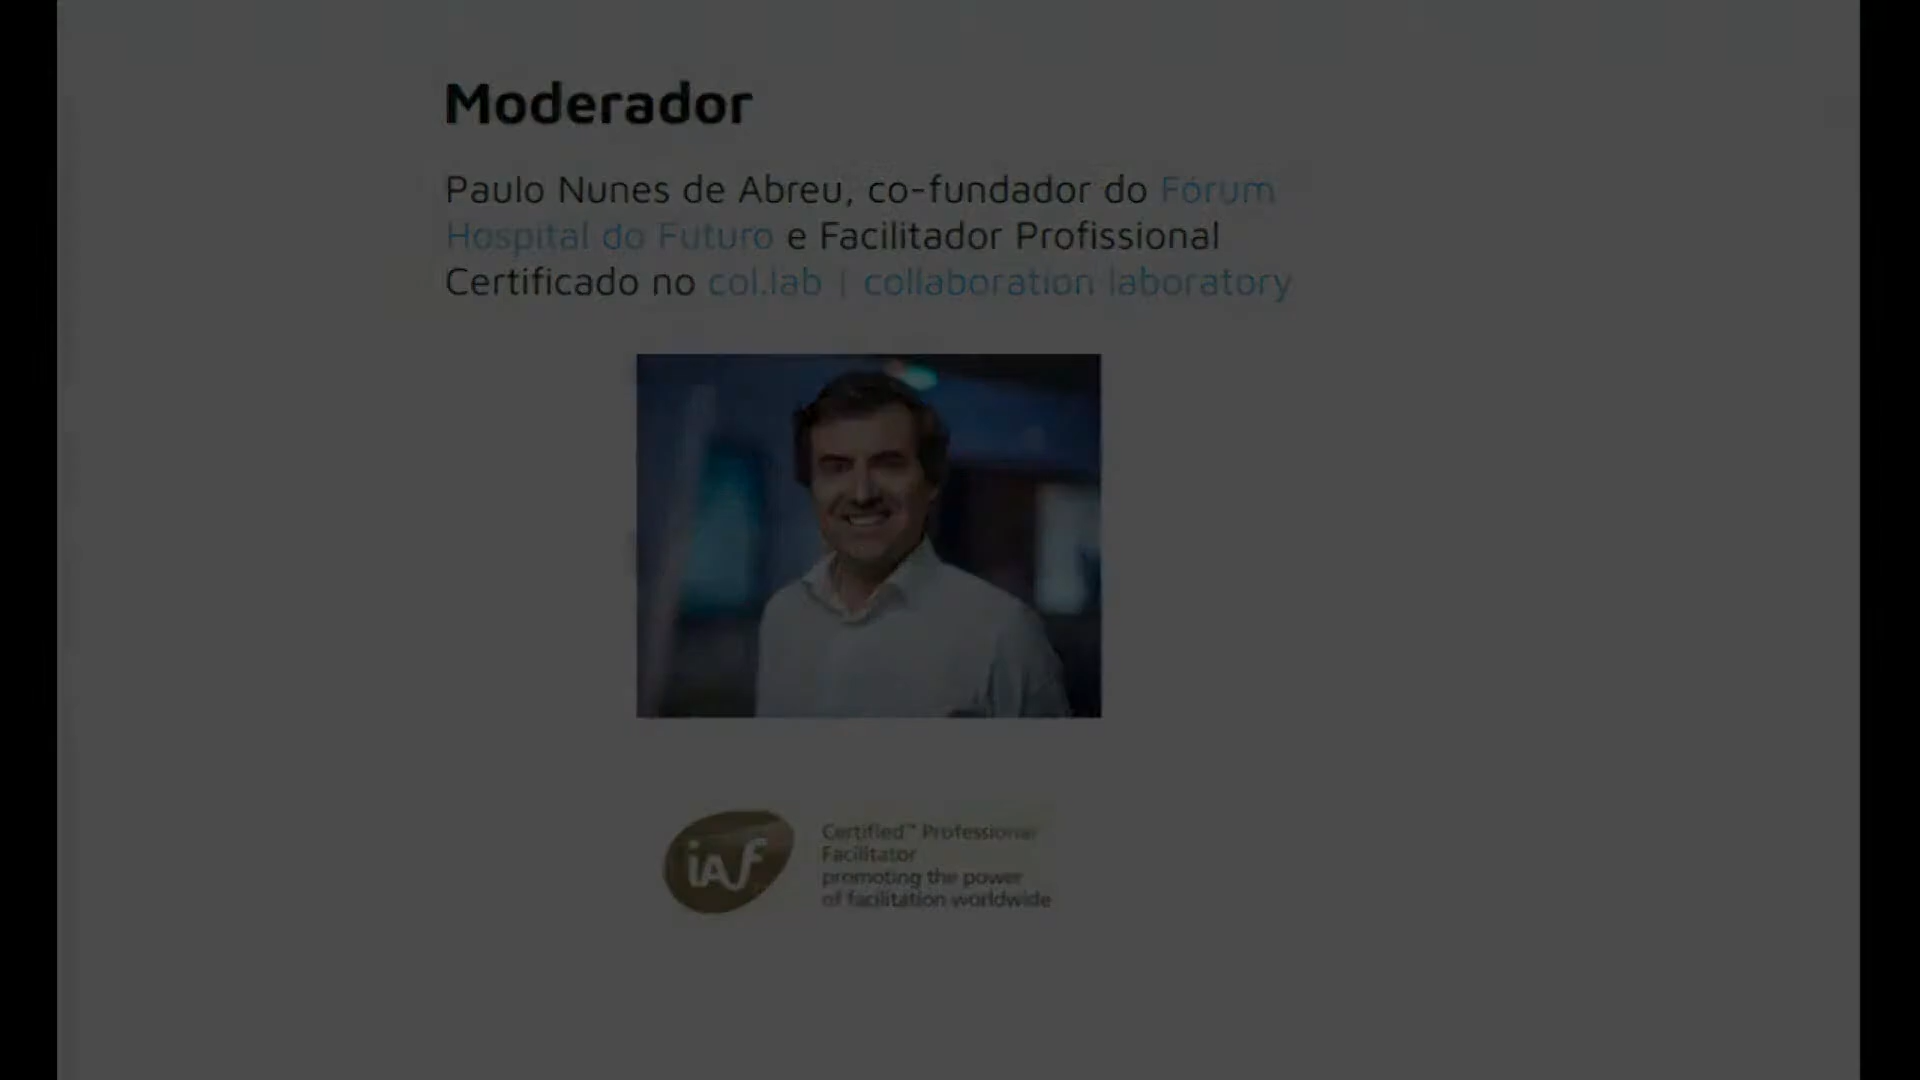 Moderador
Paulo Nunes de Abreu, co-fundador do Fórum
Hospital do Futuro e Facilitador Profissional
Certificado no col.lab | collaboration laboratory
iAf
Certified™ Professional
Facilitator
promoting the power
of facilitation worldwide